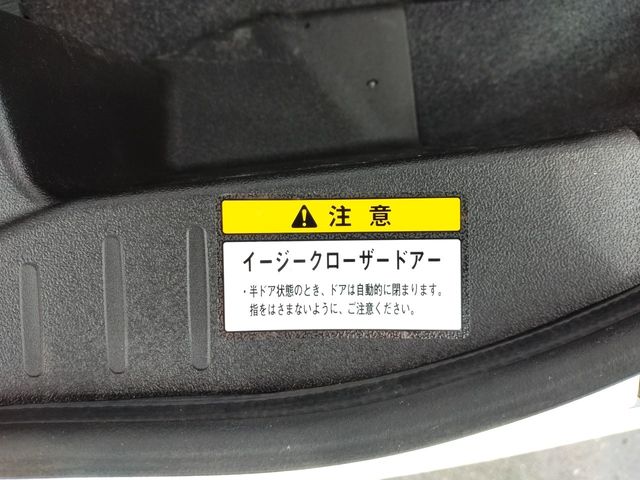 注意
イージークローザードアー
・半ドア状態のとき、ドアは自動的に閉まります。
指をはさまないように、ご注意ください。